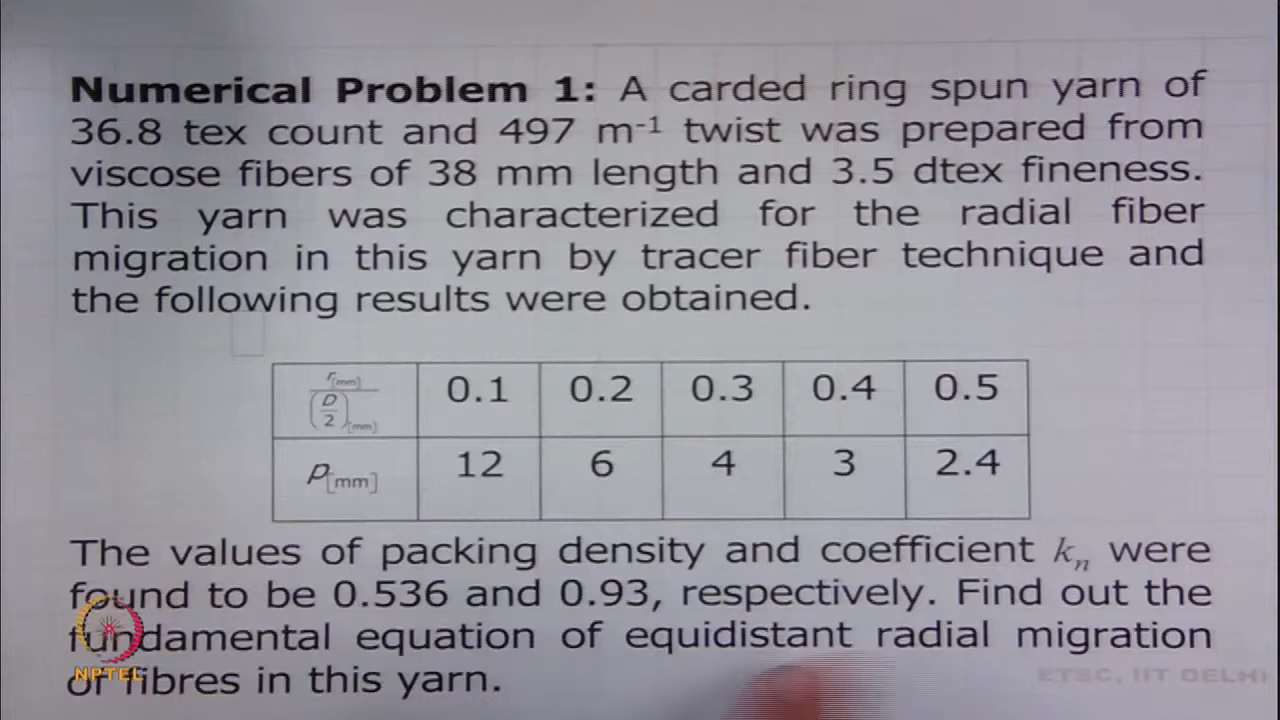 Numerical Problem 1: A carded ring spun yarn of
36.8 tex count and 497 m⁻¹ twist was prepared from
viscose fibers of 38 mm length and 3.5 dtex fineness.
This yarn was characterized for the radial fiber
migration in this yarn by tracer fiber technique and
the following results were obtained.
r[mm] / (D/2)[mm] 0.1 0.2 0.3 0.4 0.5
p[mm] 12 6 4 3 2.4
The values of packing density and coefficient kₙ were
found to be 0.536 and 0.93, respectively. Find out the
fundamental equation of equidistant radial migration
of fibres in this yarn.
NPTEL
ETSC, IIT DELHI